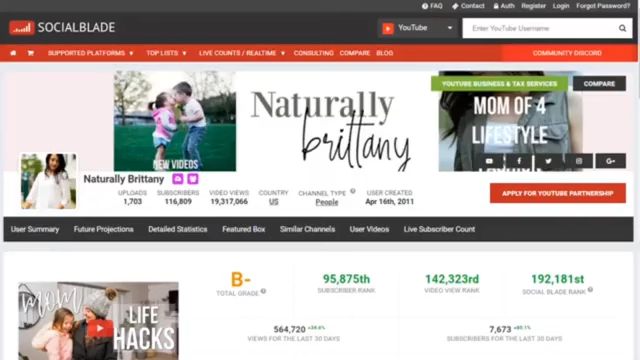 FAQ Contact Auth Register Login Forgot Password?
SOCIALBLADE
YouTube
Enter YouTube Username
SUPPORTED PLATFORMS TOP LISTS LIVE COUNTS / REALTIME CONSULTING COMPARE BLOG
COMMUNITY DISCORD
YOUTUBE BUSINESS & TAX SERVICES COMPARE
Naturally
brittany
MOM OF 4
LIFESTYLE
NEW VIDEOS
Naturally Brittany
UPLOADS SUBSCRIBERS VIDEO VIEWS COUNTRY CHANNEL TYPE USER CREATED
1,703 116,809 19,317,066 US People Apr 16th, 2011
APPLY FOR YOUTUBE PARTNERSHIP
User Summary Future Projections Detailed Statistics Featured Box Similar Channels User Videos Live Subscriber Count
mom
LIFE
HACKS
B- 95,875th 142,323rd 192,181st
TOTAL GRADE SUBSCRIBER RANK VIDEO VIEW RANK SOCIAL BLADE RANK
564,720 7,673
VIEWS FOR THE LAST 30 DAYS SUBSCRIBERS FOR THE LAST 30 DAYS